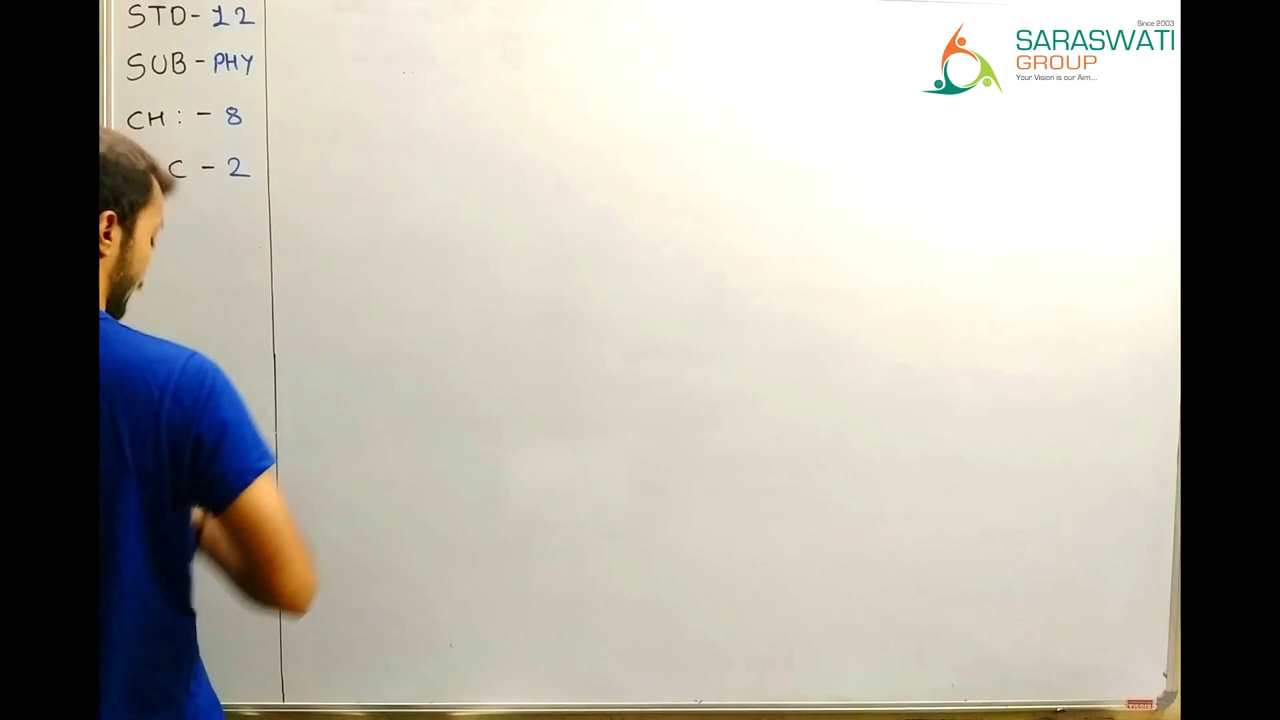 STD- 12
SUB - PHY
CH : - 8
C - 2
Since 2003
SARASWATI
GROUP
Your Vision is our Aim...